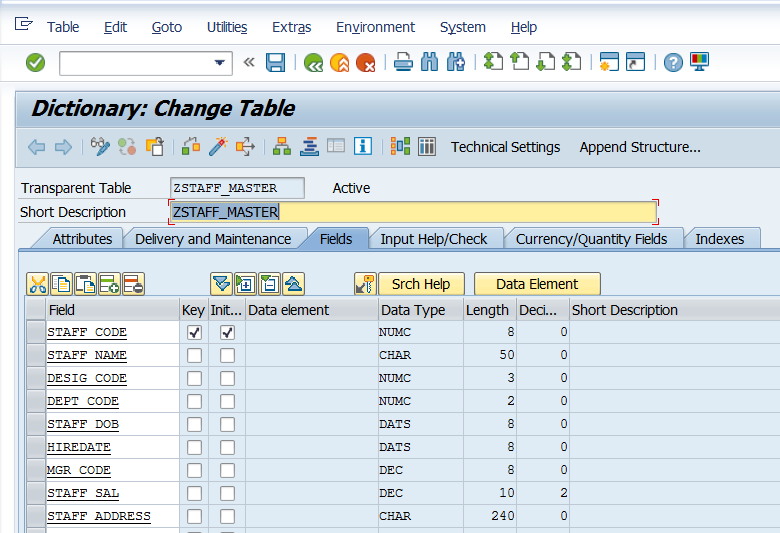 Table Edit Goto Utilities Extras Environment System Help
Dictionary: Change Table
Technical Settings Append Structure...
Transparent Table ZSTAFF_MASTER Active
Short Description ZSTAFF_MASTER
Attributes Delivery and Maintenance Fields Input Help/Check Currency/Quantity Fields Indexes
Srch Help Data Element
Field Key Init... Data element Data Type Length Deci... Short Description
STAFF_CODE NUMC 8 0
STAFF_NAME CHAR 50 0
DESIG_CODE NUMC 3 0
DEPT_CODE NUMC 2 0
STAFF_DOB DATS 8 0
HIREDATE DATS 8 0
MGR_CODE DEC 8 0
STAFF_SAL DEC 10 2
STAFF_ADDRESS CHAR 240 0